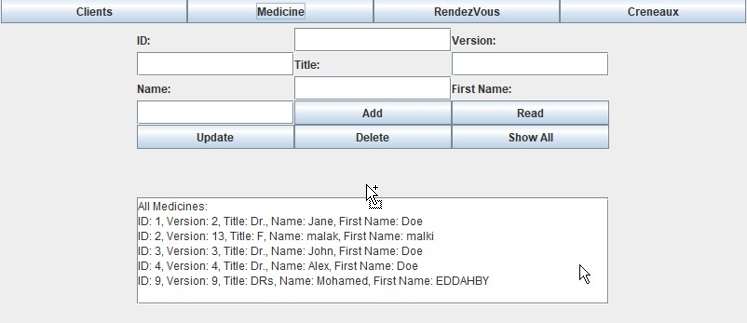 Clients Medicine RendezVous Creneaux
ID: Version:
Title:
Name: First Name:
Add Read
Update Delete Show All
All Medicines:
ID: 1, Version: 2, Title: Dr., Name: Jane, First Name: Doe
ID: 2, Version: 13, Title: F, Name: malak, First Name: malki
ID: 3, Version: 3, Title: Dr., Name: John, First Name: Doe
ID: 4, Version: 4, Title: Dr., Name: Alex, First Name: Doe
ID: 9, Version: 9, Title: DRs, Name: Mohamed, First Name: EDDAHBY